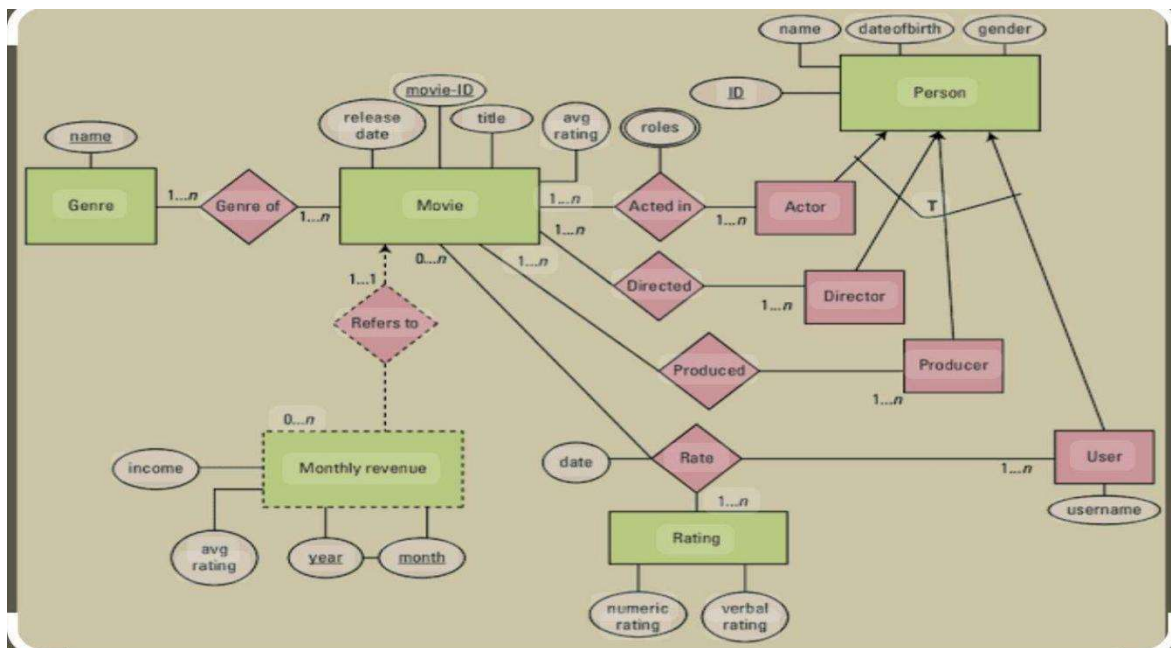 name
dateofbirth
gender
Person
ID
movie-ID
release
date
title
avg
rating
roles
name
Genre
1...n
Genre of
1...n
Movie
1...n
Acted in
1...n
Actor
T
1...n
0...n
1...n
Directed
1...n
Director
1...1
Refers to
Produced
1...n
Producer
0...n
Monthly revenue
income
avg
rating
year
month
date
Rate
1...n
User
username
1...n
Rating
numeric
rating
verbal
rating